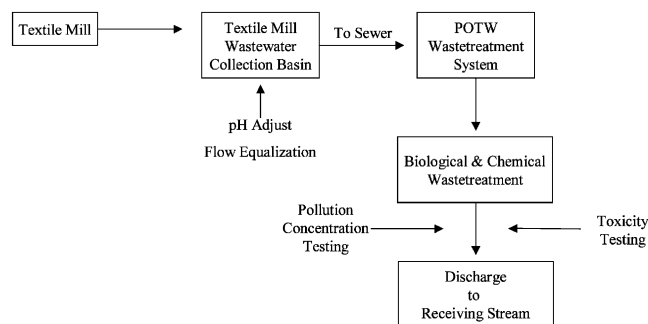 Textile Mill
Textile Mill
Wastewater
Collection Basin
To Sewer
POTW
Wastetreatment
System
pH Adjust
Flow Equalization
Biological & Chemical
Wastetreatment
Pollution
Concentration
Testing
Toxicity
Testing
Discharge
to
Receiving Stream